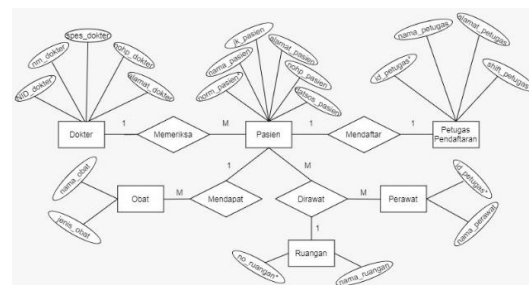 spes_dokter
nm_dokter
nohp_dokter
NID_dokter
alamat_dokter
jk_pasien
nama_pasien
alamat_pasien
norm_pasien
nohp_pasien
nama_petugas
alamat_petugas
id_petugas*
shift_petugas
Dokter
1
Memeriksa
M
Pasien
1
Mendaftar
1
Petugas
Pendaftaran
nama_obat
jenis_obat
Obat
M
Mendapat
1
M
Dirawat
M
Perawat
id_petugas*
nama_perawat
1
Ruangan
no_ruangan*
nama_ruangan